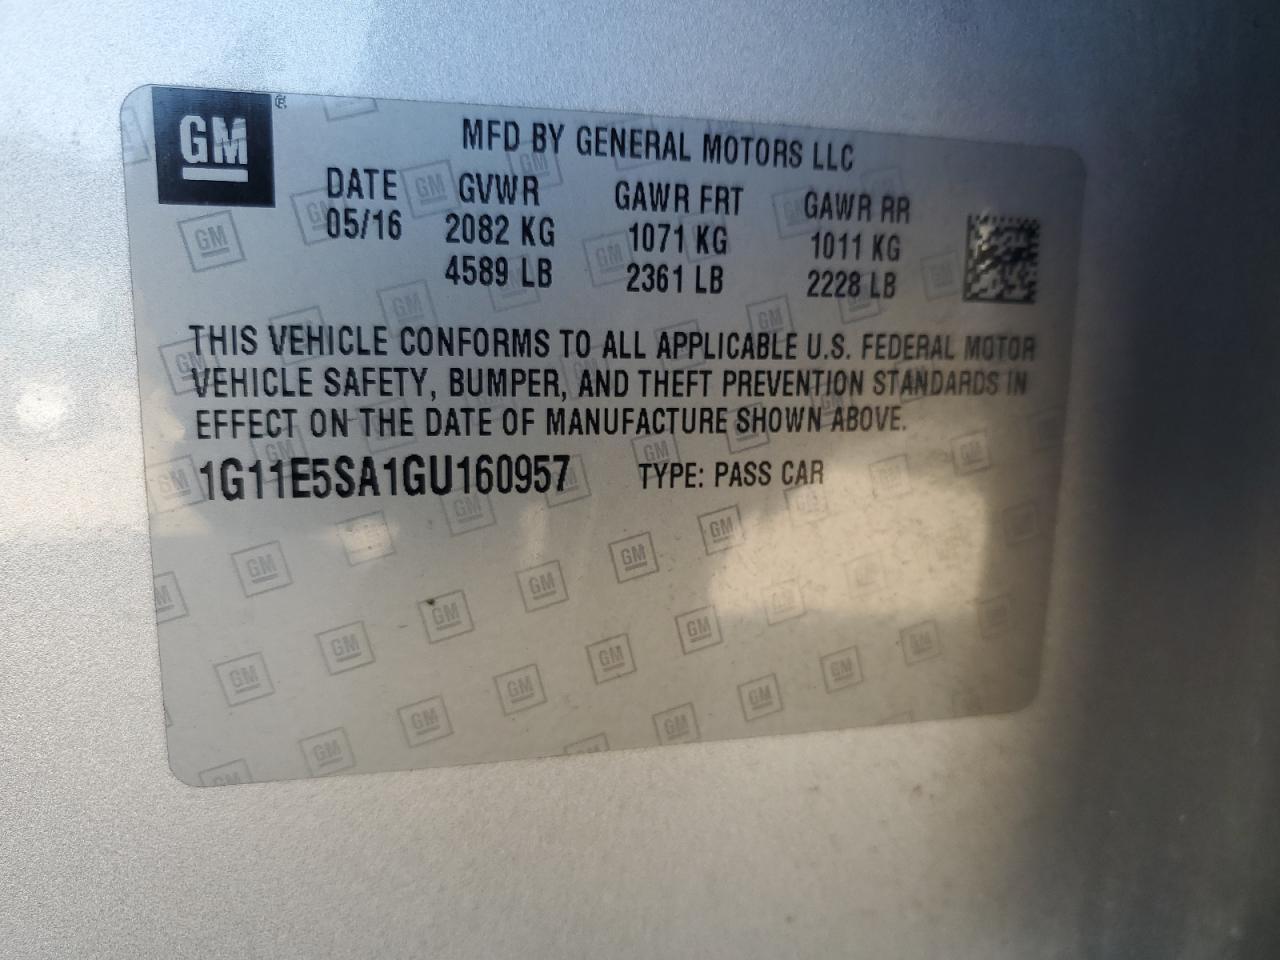 GM ®
MFD BY GENERAL MOTORS LLC
DATE GVWR GAWR FRT GAWR RR
05/16 2082 KG 1071 KG 1011 KG
4589 LB 2361 LB 2228 LB
THIS VEHICLE CONFORMS TO ALL APPLICABLE U.S. FEDERAL MOTOR
VEHICLE SAFETY, BUMPER, AND THEFT PREVENTION STANDARDS IN
EFFECT ON THE DATE OF MANUFACTURE SHOWN ABOVE.
1G11E5SA1GU160957 TYPE: PASS CAR